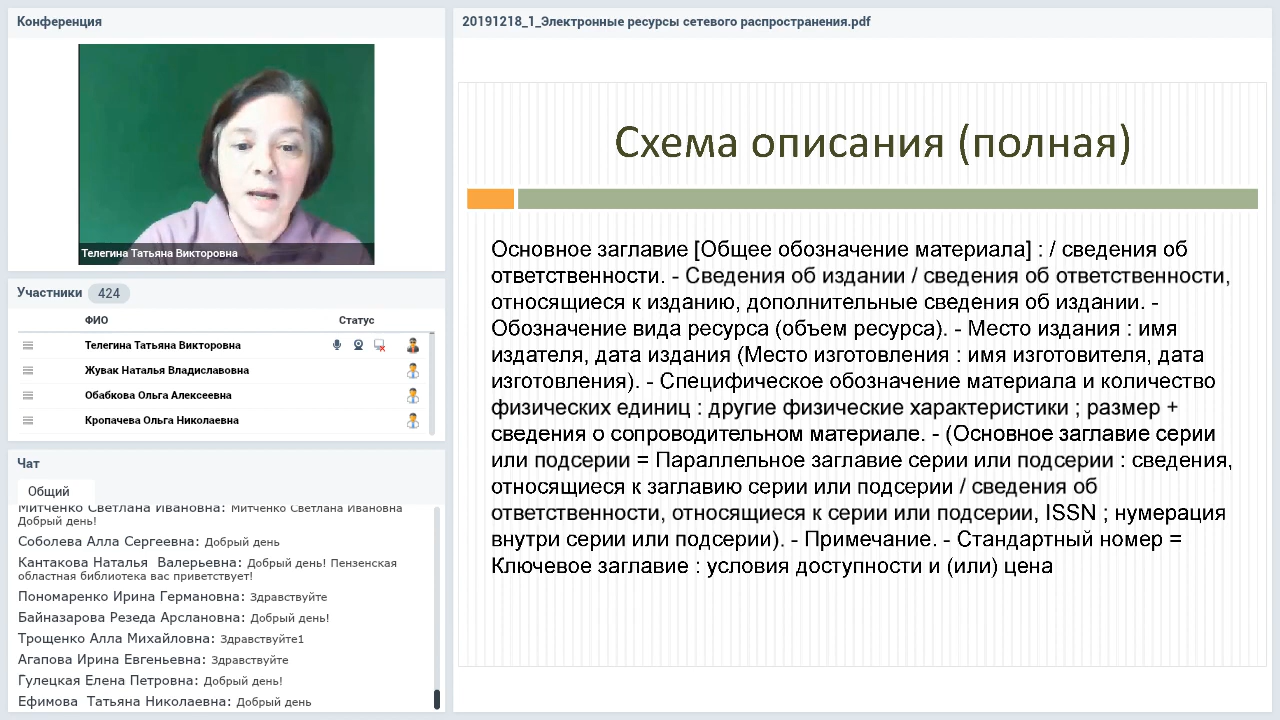 Конференция
Телегина Татьяна Викторовна
Участники 424
ФИО Статус
Телегина Татьяна Викторовна
Жувак Наталья Владиславовна
Обабкова Ольга Алексеевна
Кропачева Ольга Николаевна
Чат
Общий
Митченко Светлана Ивановна: Митченко Светлана Ивановна
Добрый день!
Соболева Алла Сергеевна: Добрый день
Кантакова Наталья Валерьевна: Добрый день! Пензенская
областная библиотека вас приветствует!
Пономаренко Ирина Германовна: Здравствуйте
Байназарова Резеда Арслановна: Добрый день!
Трощенко Алла Михайловна: Здравствуйте1
Агапова Ирина Евгеньевна: Здравствуйте
Гулецкая Елена Петровна: Добрый день!
Ефимова Татьяна Николаевна: Добрый день
20191218_1_Электронные ресурсы сетевого распространения.pdf
Схема описания (полная)
Основное заглавие [Общее обозначение материала] : / сведения об
ответственности. - Сведения об издании / сведения об ответственности,
относящиеся к изданию, дополнительные сведения об издании. -
Обозначение вида ресурса (объем ресурса). - Место издания : имя
издателя, дата издания (Место изготовления : имя изготовителя, дата
изготовления). - Специфическое обозначение материала и количество
физических единиц : другие физические характеристики ; размер +
сведения о сопроводительном материале. - (Основное заглавие серии
или подсерии = Параллельное заглавие серии или подсерии : сведения,
относящиеся к заглавию серии или подсерии / сведения об
ответственности, относящиеся к серии или подсерии, ISSN ; нумерация
внутри серии или подсерии). - Примечание. - Стандартный номер =
Ключевое заглавие : условия доступности и (или) цена